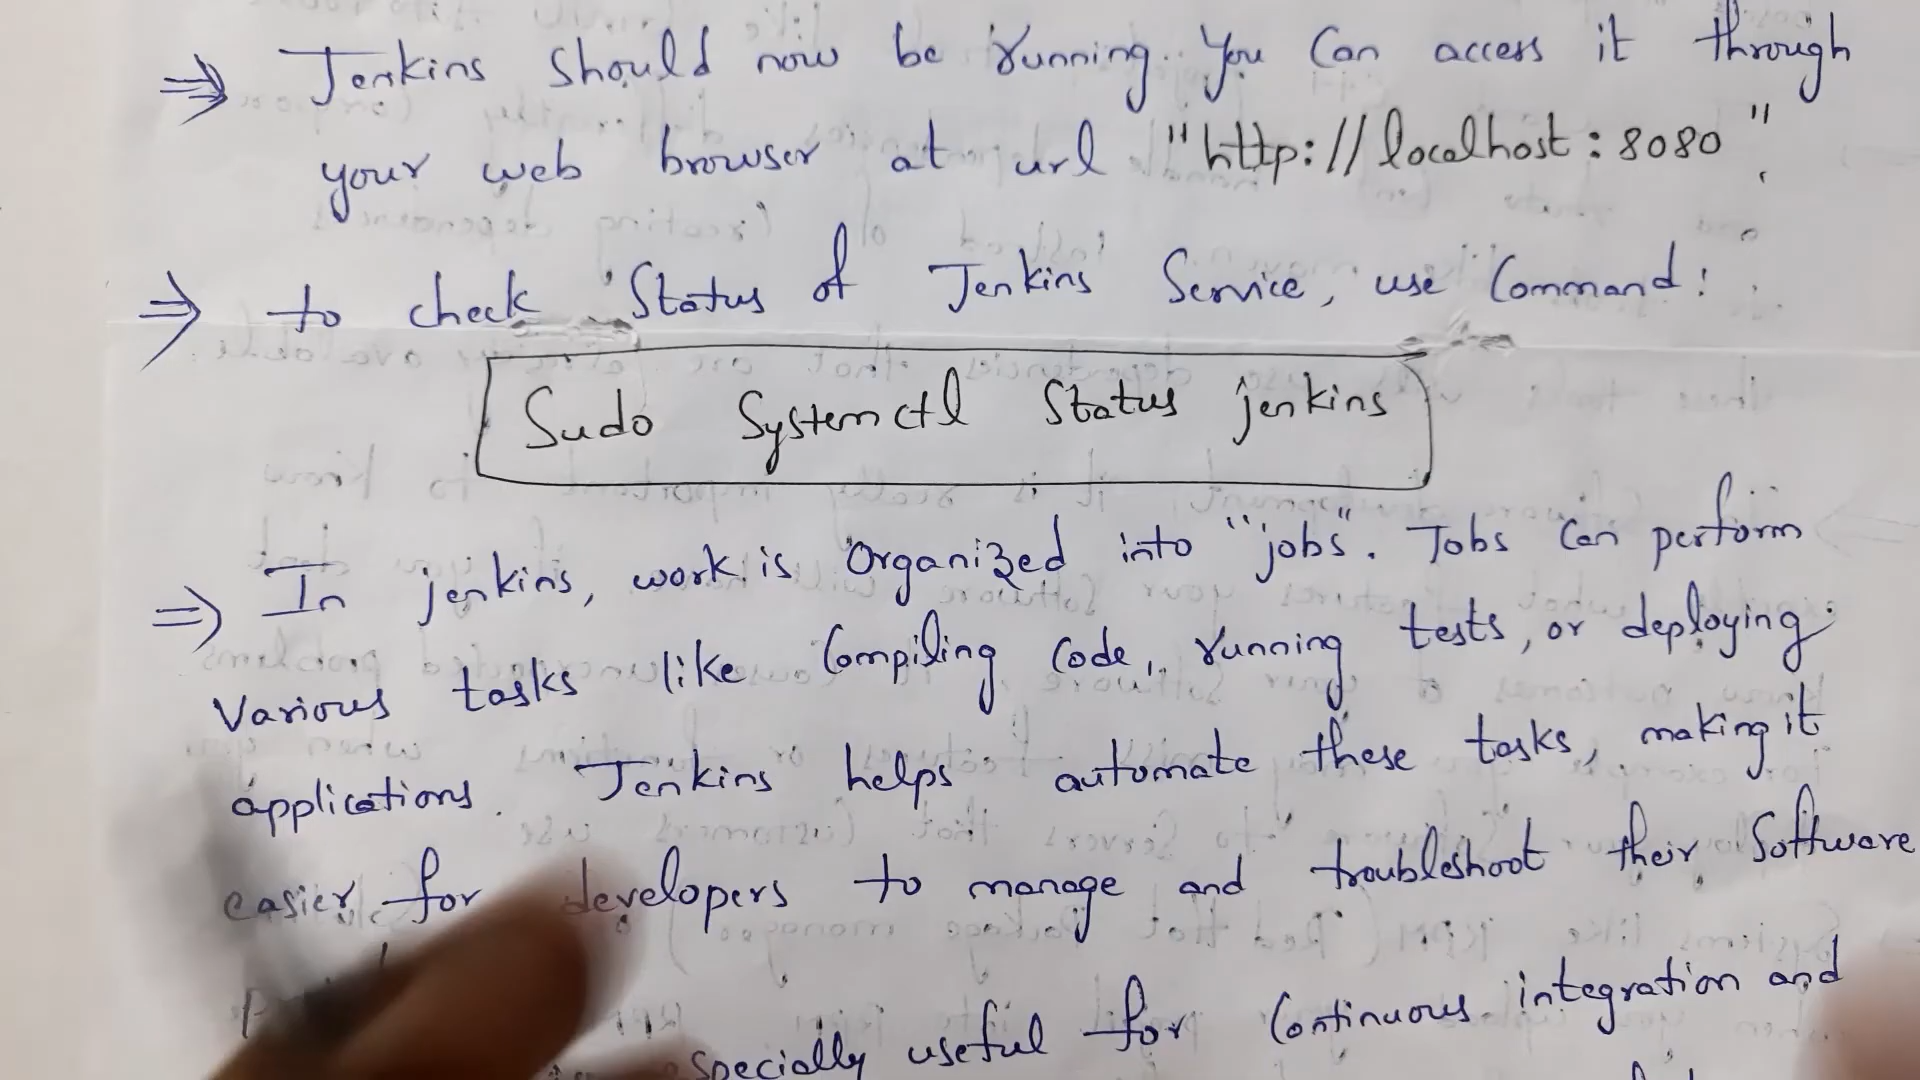 ⇒ Jenkins should now be running. You can access it through
your web browser at url "http://localhost:8080".
⇒ to check Status of Jenkins Service, use Command:
Sudo Systemctl Status jenkins
⇒ In jenkins, work is Organized into "jobs". Jobs can perform
various tasks like Compiling Code, running tests, or deploying
applications. Jenkins helps automate these tasks, making it
easier for developers to manage and troubleshoot their Software
useful for Continuous integration and